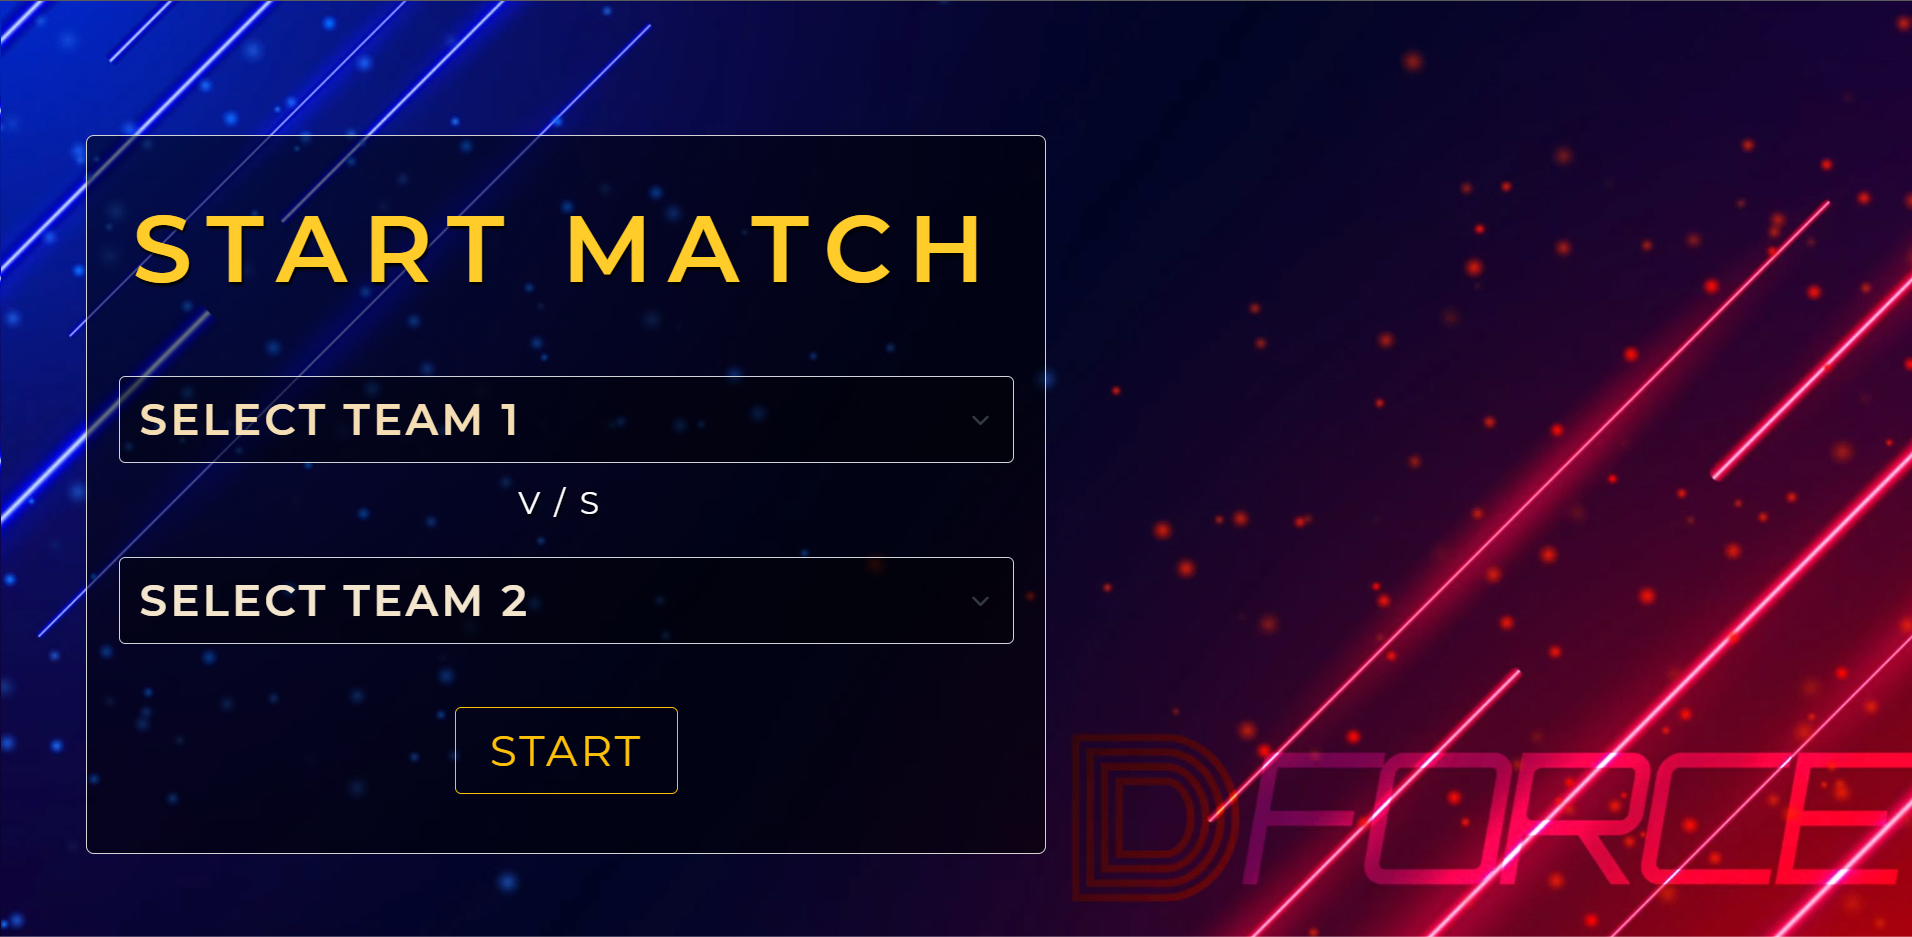 START MATCH
SELECT TEAM 1
V / S
SELECT TEAM 2
START
DFORCE